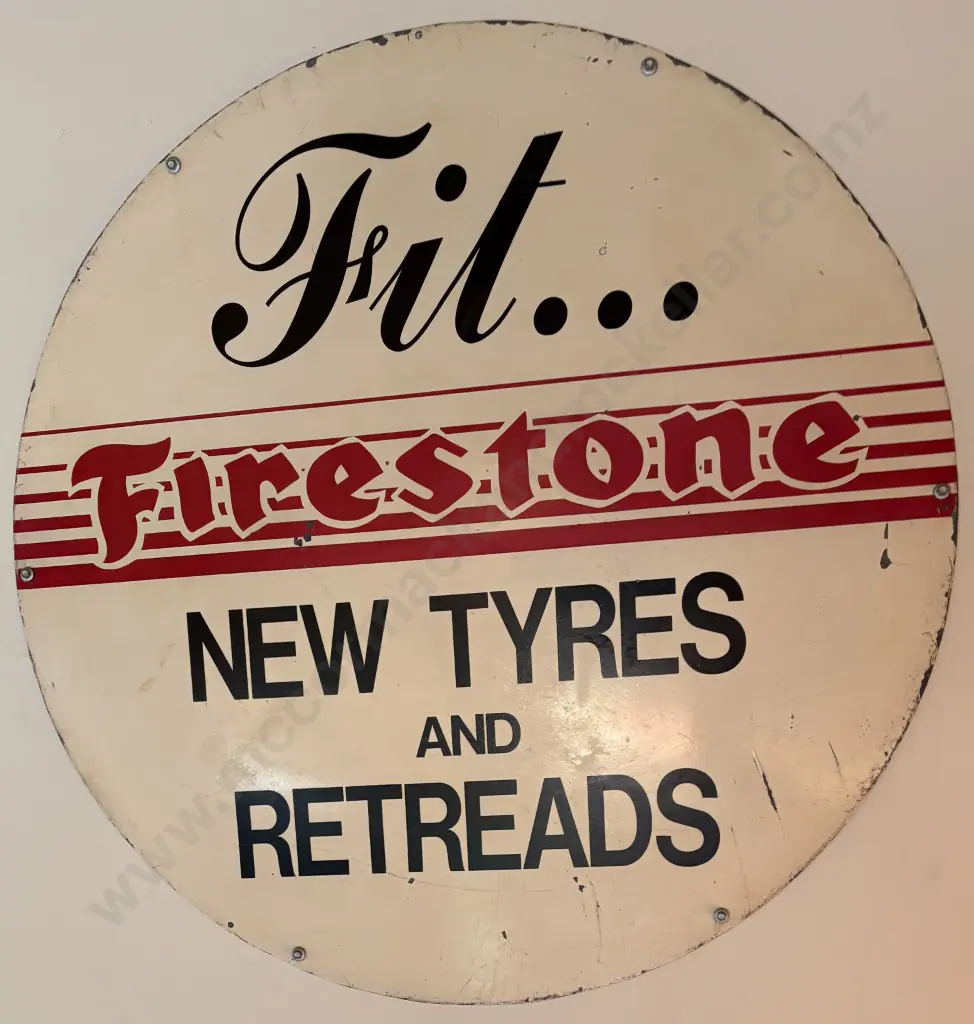 Fit...
Firestone
NEW TYRES
AND
RETREADS